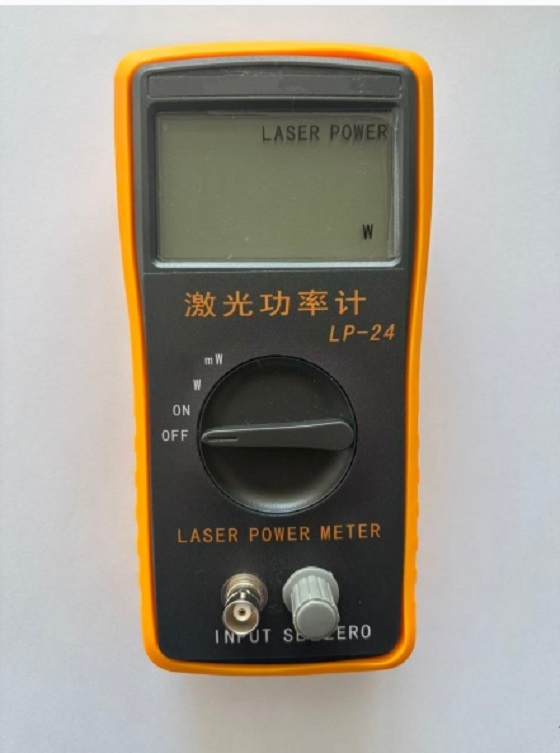 LASER POWER
W
激光功率计
LP-24
mW
W
ON
OFF
LASER POWER METER
INPUT ZERO